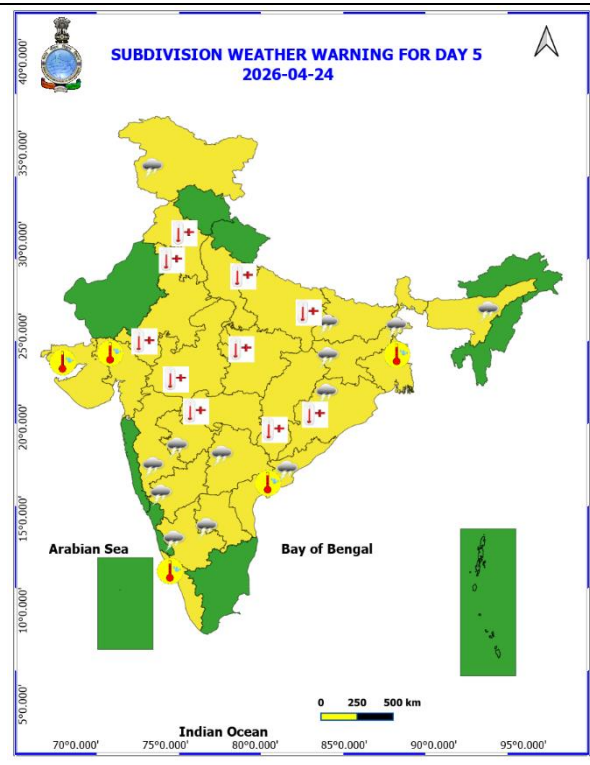 SUBDIVISION WEATHER WARNING FOR DAY 5
2026-04-24
40°0.000'
35°0.000'
30°0.000'
25°0.000'
20°0.000'
15°0.000'
10°0.000'
5°0.000'
Arabian Sea
Bay of Bengal
0 250 500 km
Indian Ocean
70°0.000' 75°0.000' 80°0.000' 85°0.000' 90°0.000' 95°0.000'